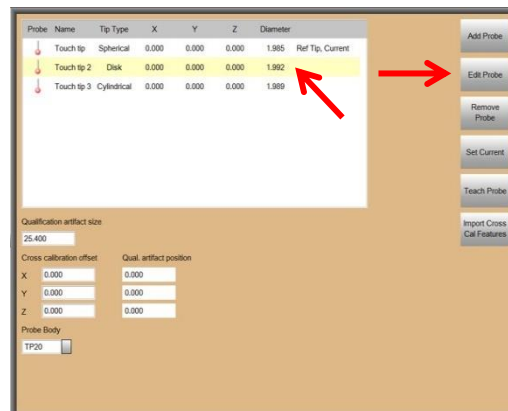 Probe Name Tip Type X Y Z Diameter
Touch tip Spherical 0.000 0.000 0.000 1.985 Ref Tip, Current
Touch tip 2 Disk 0.000 0.000 0.000 1.992
Touch tip 3 Cylindrical 0.000 0.000 0.000 1.989
Add Probe
Edit Probe
Remove
Probe
Set Current
Teach Probe
Import Cross
Cal Features
Qualification artifact size
25.400
Cross calibration offset Qual. artifact position
X 0.000 0.000
Y 0.000 0.000
Z 0.000 0.000
Probe Body
TP20